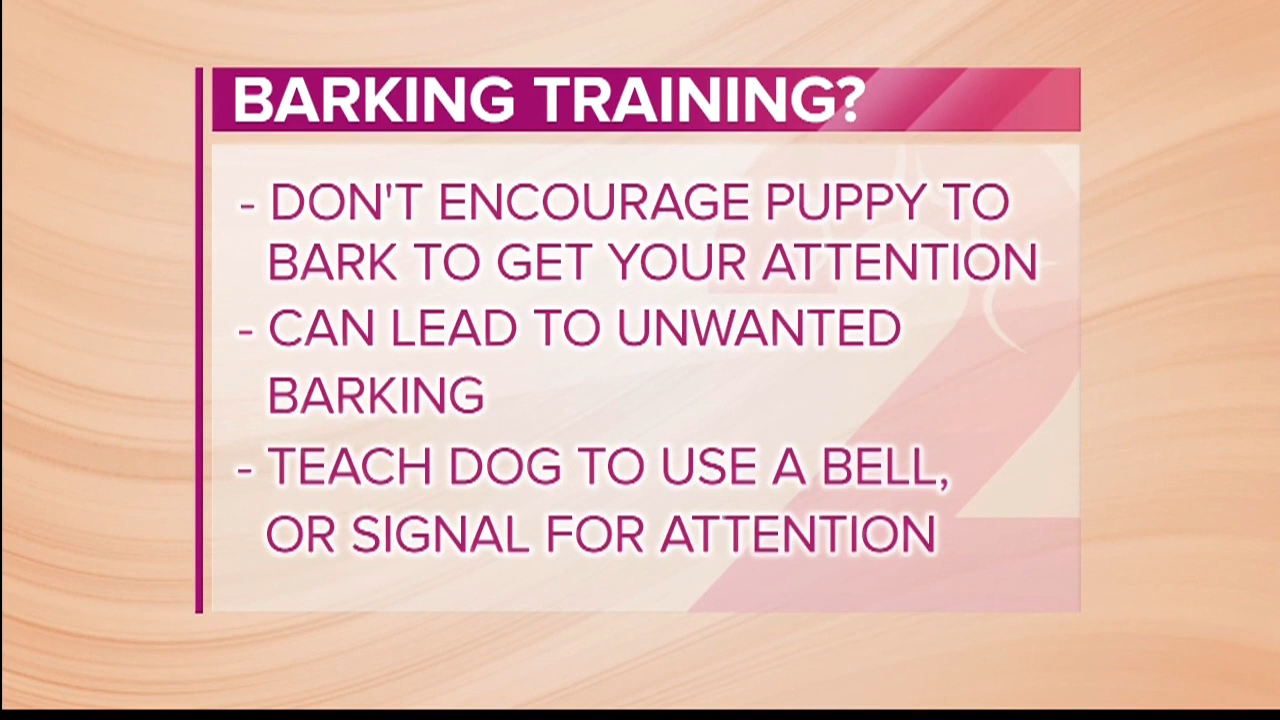 BARKING TRAINING?
- DON'T ENCOURAGE PUPPY TO
BARK TO GET YOUR ATTENTION
- CAN LEAD TO UNWANTED
BARKING
- TEACH DOG TO USE A BELL,
OR SIGNAL FOR ATTENTION